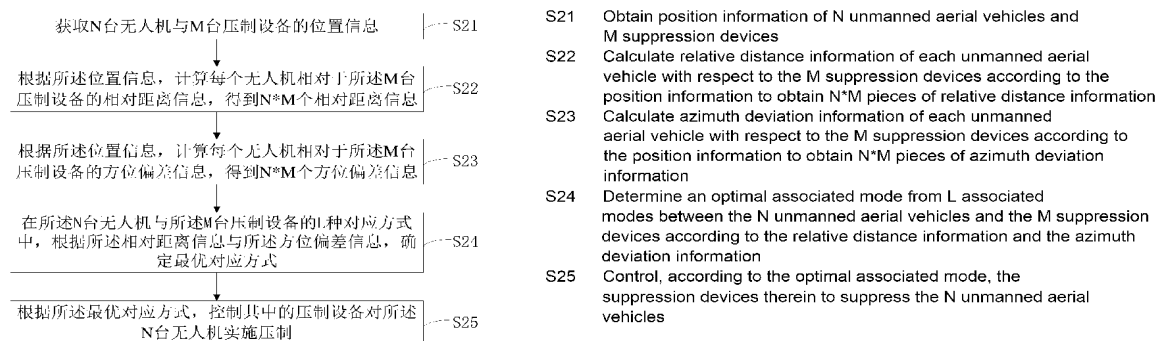 获取N台无人机与M台压制设备的位置信息
S21
根据所述位置信息，计算每个无人机相对于所述M台
压制设备的相对距离信息，得到N*M个相对距离信息
S22
根据所述位置信息，计算每个无人机相对于所述M台
压制设备的方位偏差信息，得到N*M个方位偏差信息
S23
在所述N台无人机与所述M台压制设备的L种对应方式
中，根据所述相对距离信息与所述方位偏差信息，确
定最优对应方式
S24
根据所述最优对应方式，控制其中的压制设备对所述
N台无人机实施压制
S25
S21 Obtain position information of N unmanned aerial vehicles and
M suppression devices
S22 Calculate relative distance information of each unmanned aerial
vehicle with respect to the M suppression devices according to the
position information to obtain N*M pieces of relative distance information
S23 Calculate azimuth deviation information of each unmanned
aerial vehicle with respect to the M suppression devices according to
the position information to obtain N*M pieces of azimuth deviation
information
S24 Determine an optimal associated mode from L associated
modes between the N unmanned aerial vehicles and the M suppression
devices according to the relative distance information and the azimuth
deviation information
S25 Control, according to the optimal associated mode, the
suppression devices therein to suppress the N unmanned aerial
vehicles